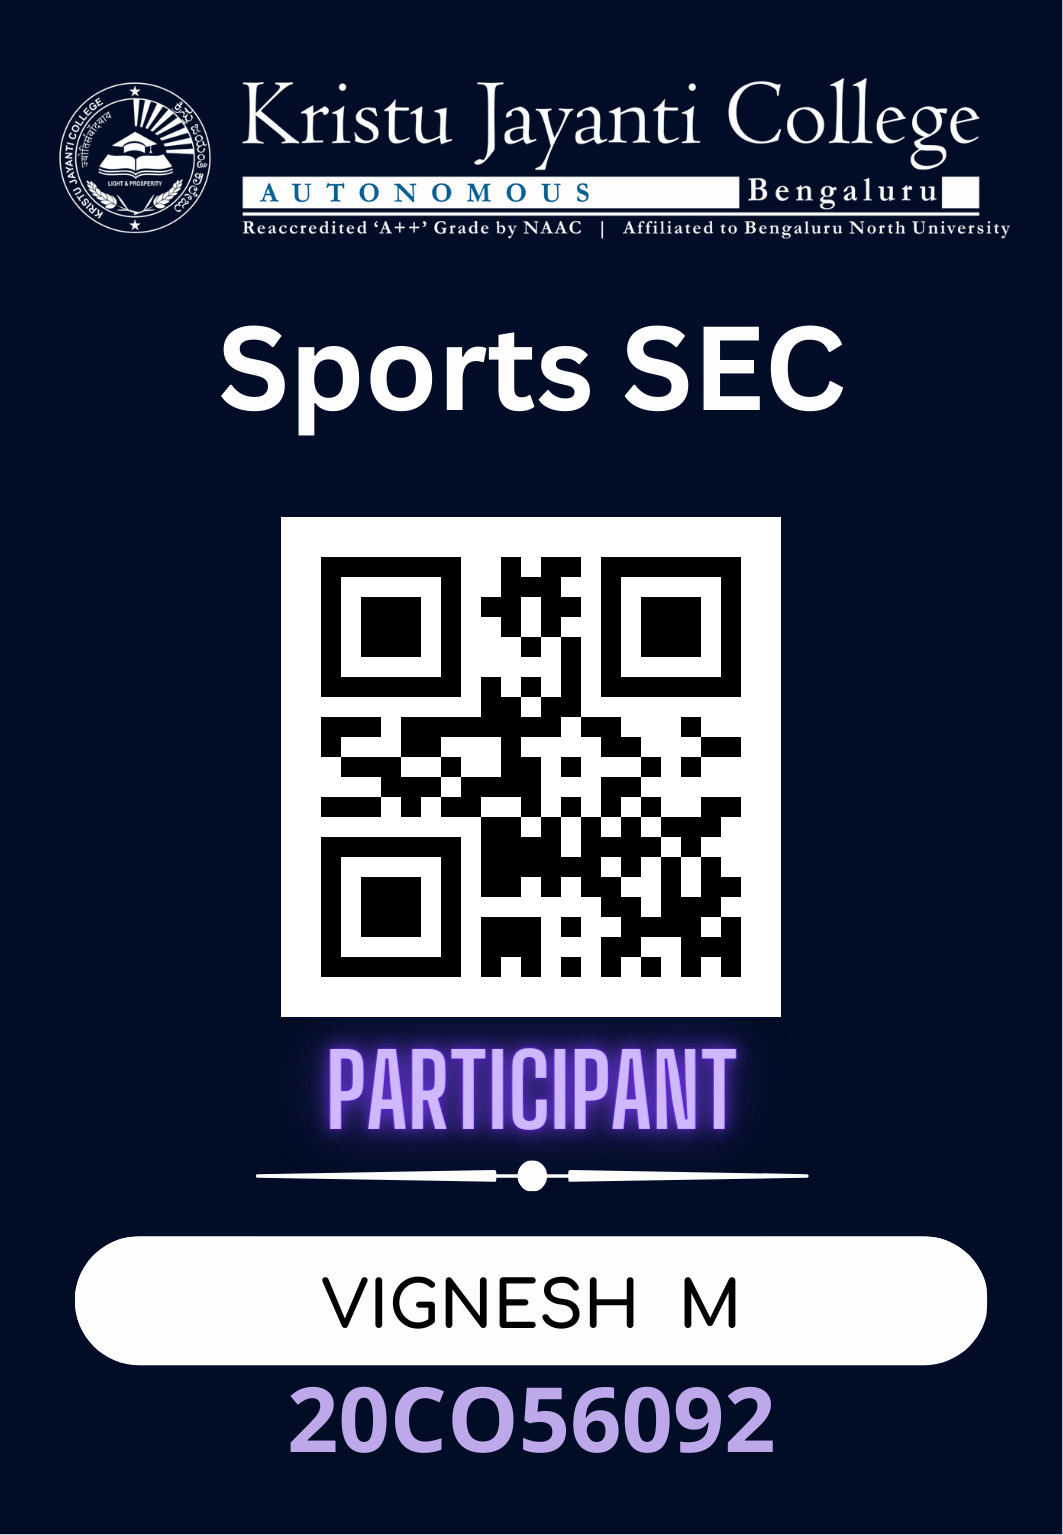 KRISTU JAYANTI COLLEGE
ಕ್ರಿಸ್ತು ಜಯಂತಿ ಕಾಲೇಜು
LIGHT & PROSPERITY
Kristu Jayanti College
AUTONOMOUS Bengaluru
Reaccredited ‘A++’ Grade by NAAC | Affiliated to Bengaluru North University
Sports SEC
PARTICIPANT
VIGNESH M
20CO56092